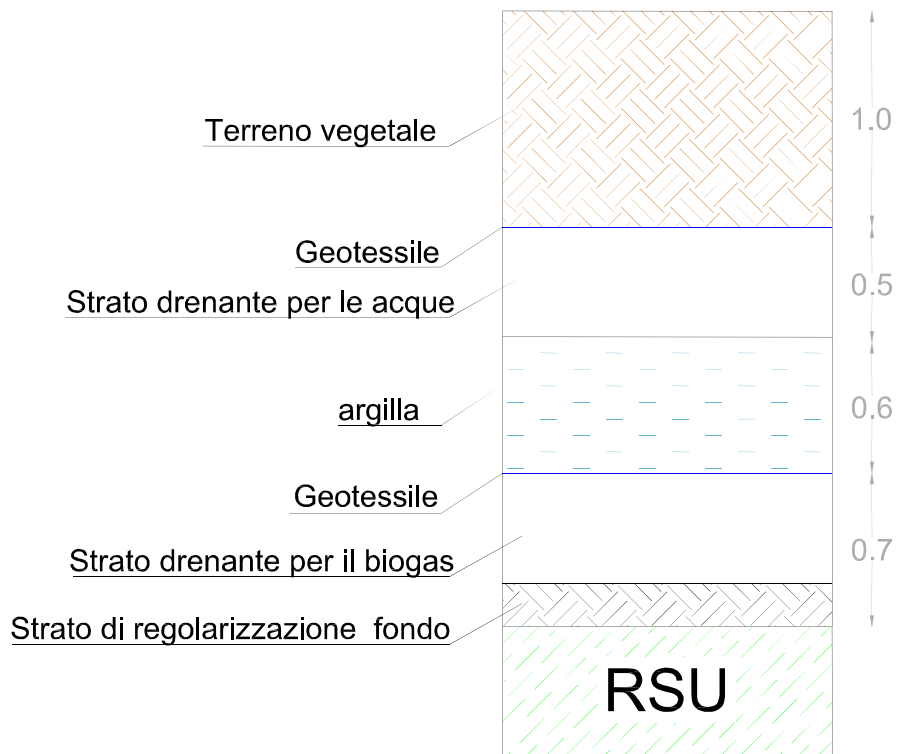 Terreno vegetale
1.0
Geotessile
Strato drenante per le acque
0.5
argilla
0.6
Geotessile
Strato drenante per il biogas
0.7
Strato di regolarizzazione fondo
RSU